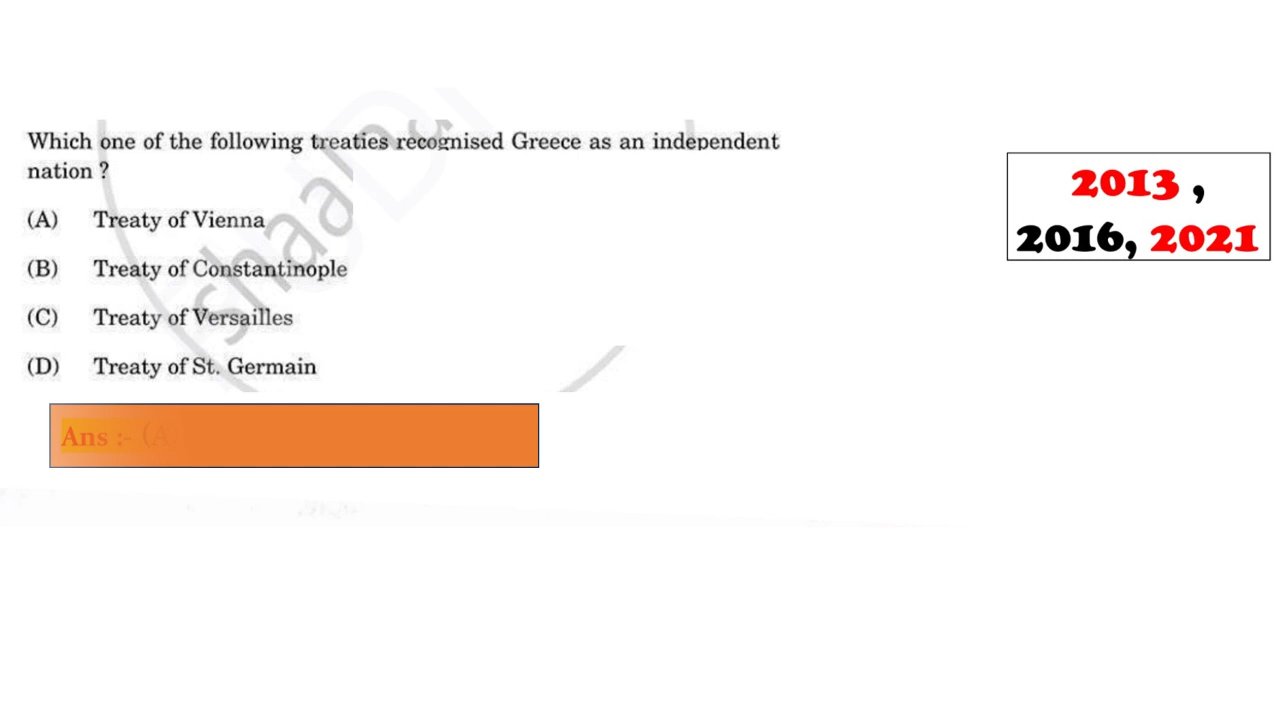 Which one of the following treaties recognised Greece as an independent
nation ?
(A) Treaty of Vienna
(B) Treaty of Constantinople
(C) Treaty of Versailles
(D) Treaty of St. Germain
Ans :- (A
2013 ,
2016, 2021
shaala